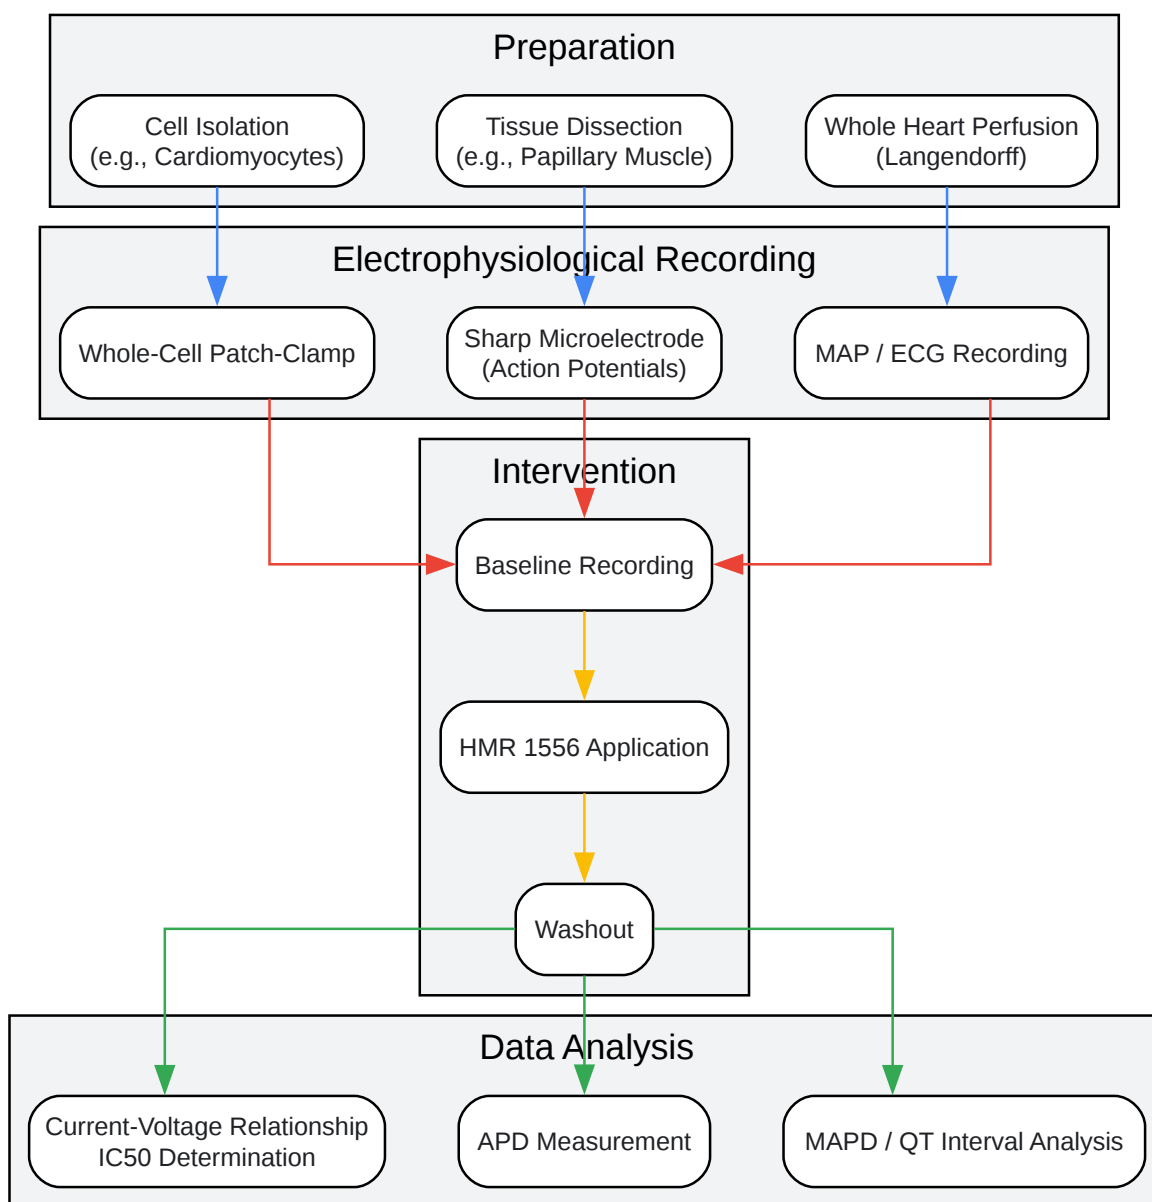 Preparation
Cell Isolation
(e.g., Cardiomyocytes)
Tissue Dissection
(e.g., Papillary Muscle)
Whole Heart Perfusion
(Langendorff)
Electrophysiological Recording
Whole-Cell Patch-Clamp
Sharp Microelectrode
(Action Potentials)
MAP / ECG Recording
Intervention
Baseline Recording
HMR 1556 Application
Washout
Data Analysis
Current-Voltage Relationship
IC50 Determination
APD Measurement
MAPD / QT Interval Analysis